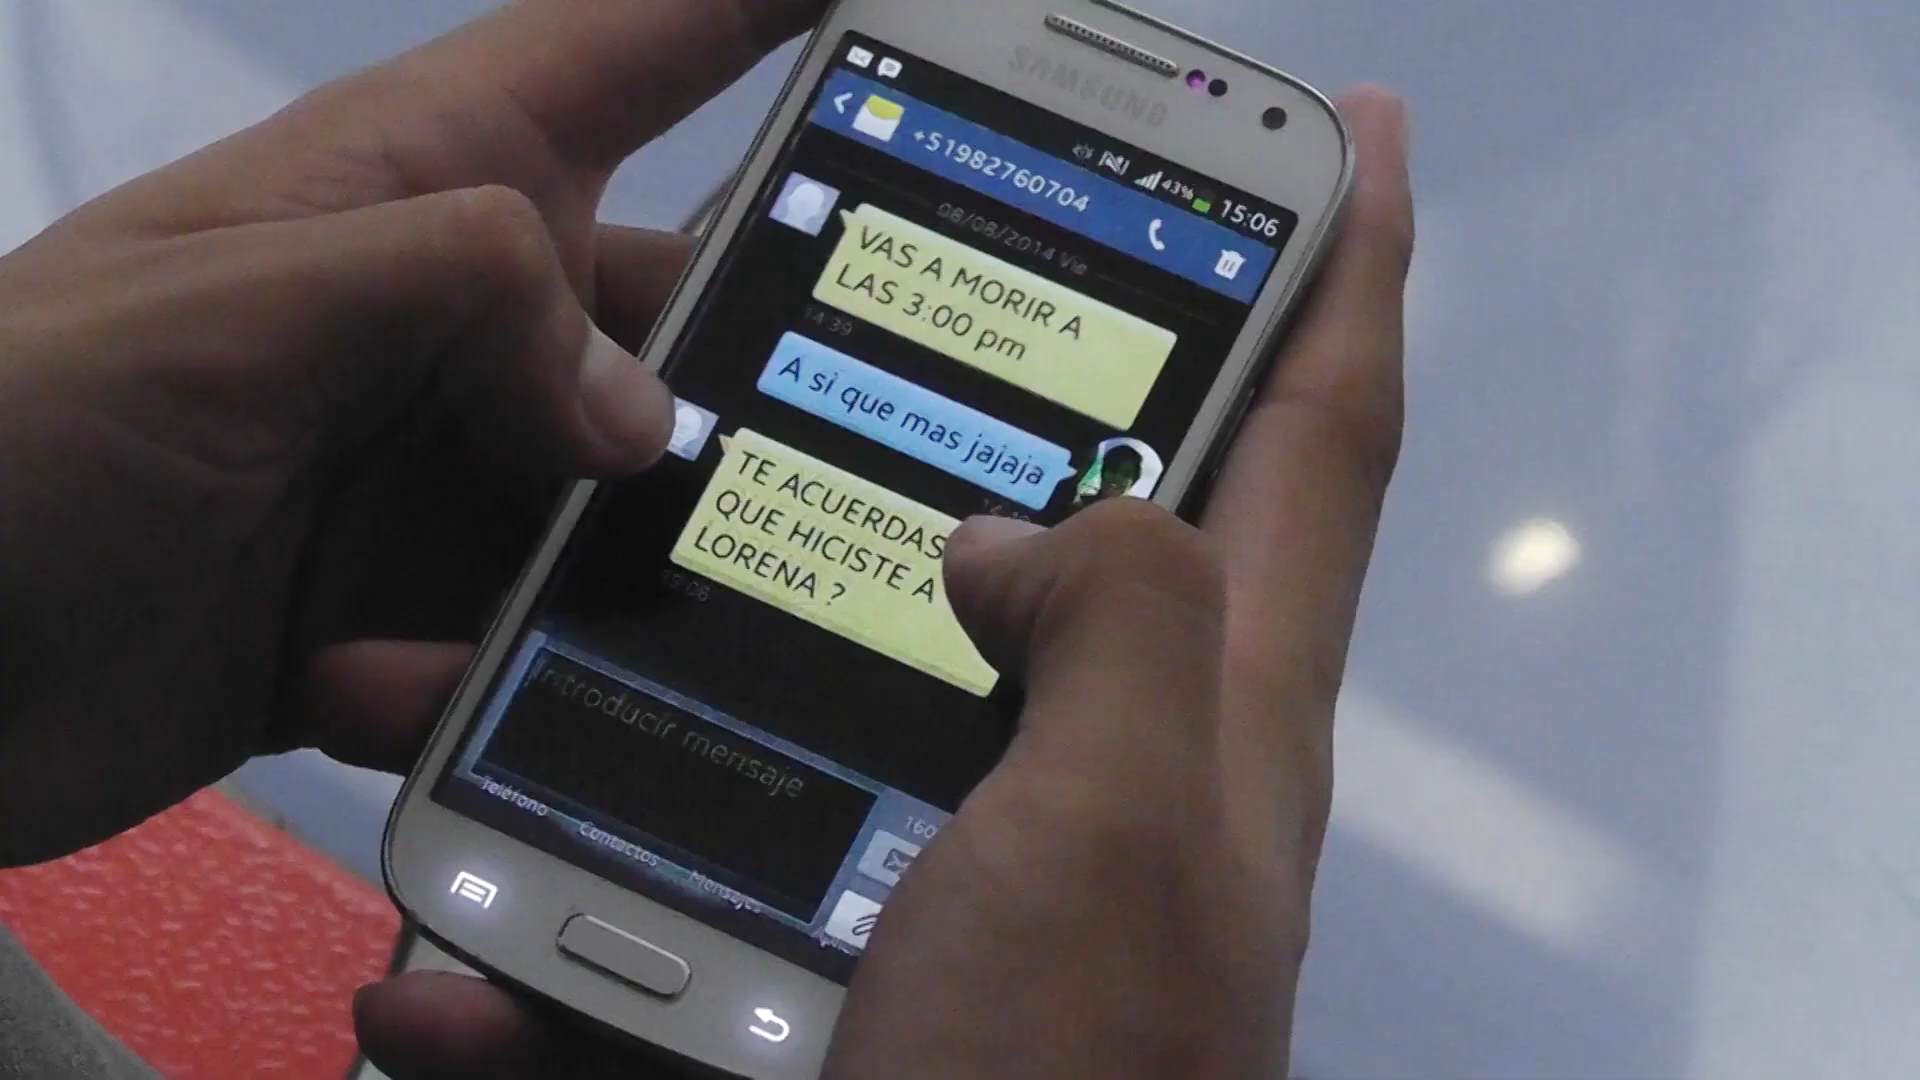 SAMSUNG
43% 15:06
+51982760704
08/08/2014 Vie
VAS A MORIR A
LAS 3:00 pm
14:39
A si que mas jajaja
TE ACUERDAS
QUE HICISTE A
LORENA ?
15:06
Introducir mensaje
160
Teléfono
Contactos
Mensajes